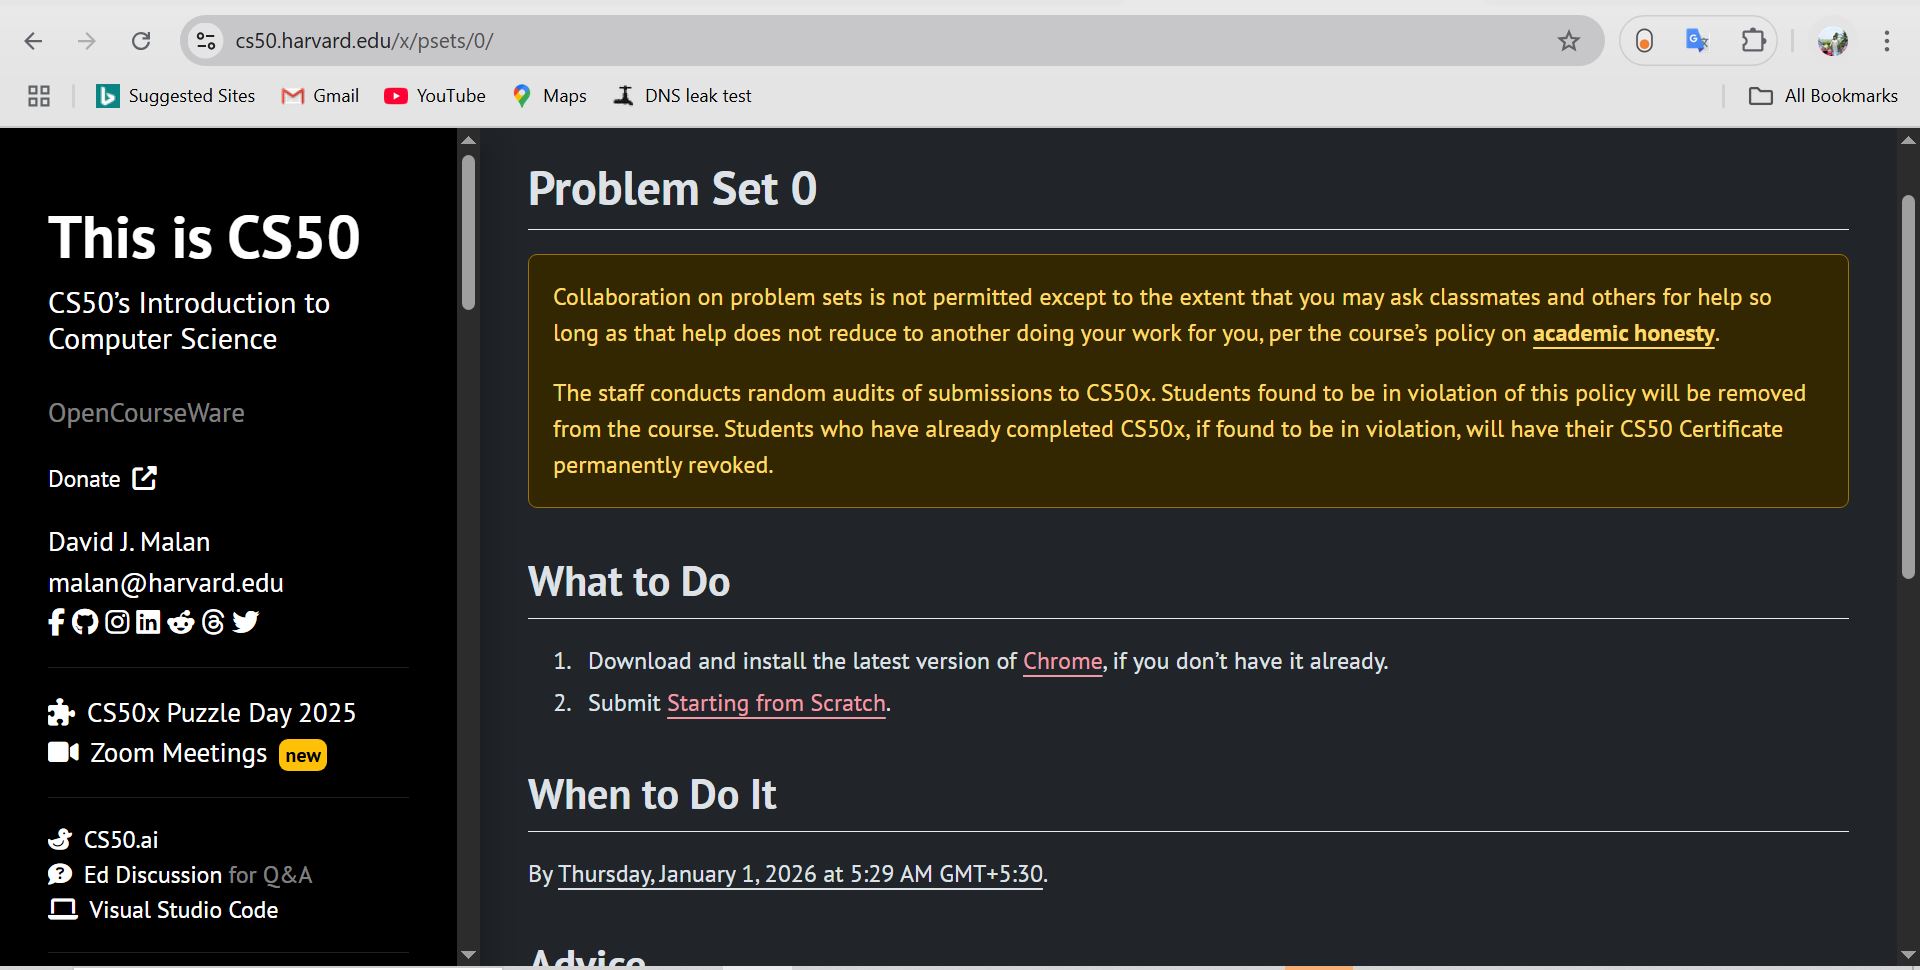 cs50.harvard.edu/x/psets/0/
Suggested Sites
Gmail
YouTube
Maps
DNS leak test
All Bookmarks
This is CS50
CS50's Introduction to
Computer Science
OpenCourseWare
Donate
David J. Malan
malan@harvard.edu
CS50x Puzzle Day 2025
Zoom Meetings new
CS50.ai
Ed Discussion for Q&A
Visual Studio Code
Problem Set 0
Collaboration on problem sets is not permitted except to the extent that you may ask classmates and others for help so
long as that help does not reduce to another doing your work for you, per the course's policy on academic honesty.
The staff conducts random audits of submissions to CS50x. Students found to be in violation of this policy will be removed
from the course. Students who have already completed CS50x, if found to be in violation, will have their CS50 Certificate
permanently revoked.
What to Do
1. Download and install the latest version of Chrome, if you don't have it already.
2. Submit Starting from Scratch.
When to Do It
By Thursday, January 1, 2026 at 5:29 AM GMT+5:30.
Advice